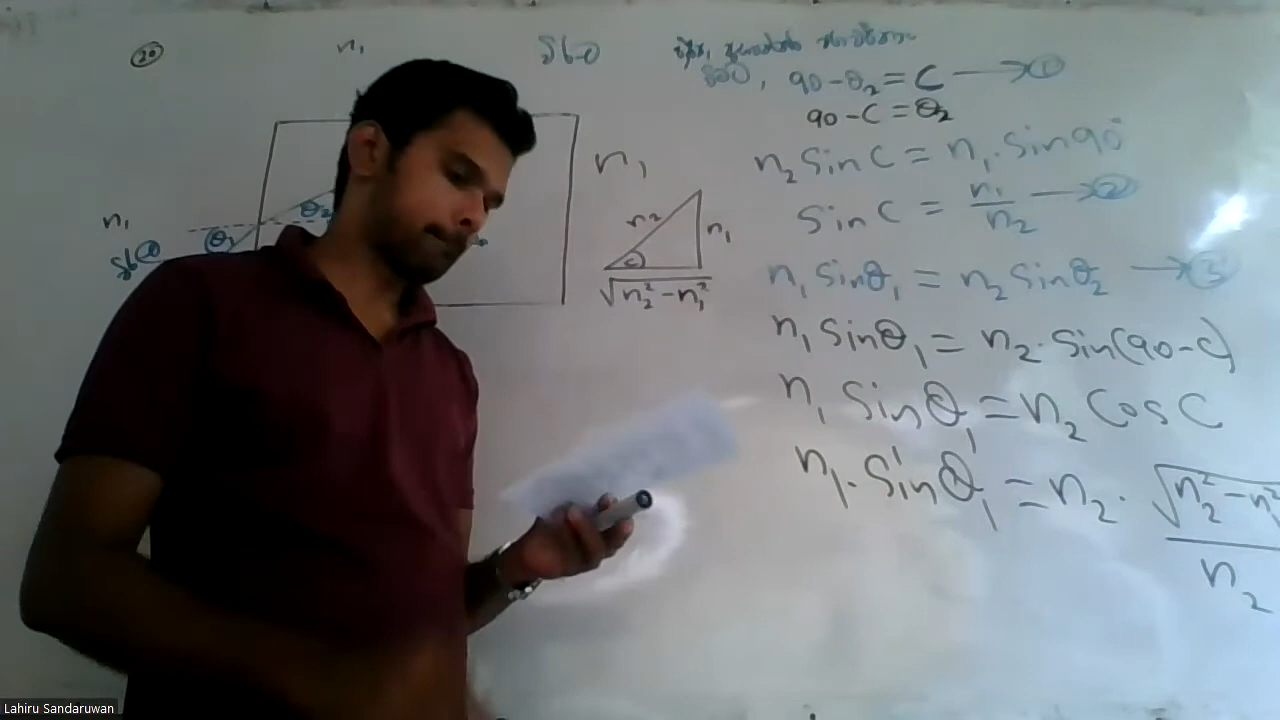 20
n₁
90-θ₂ = C → ①
90-C = θ₂
n₂ sin C = n₁. sin 90°
sin C = n₁/n₂ → ②
n₁ sinθ₁ = n₂ sinθ₂ → ③
n₁ sinθ₁ = n₂. sin(90-C)
n₁ sinθ₁ = n₂ cos C
n₁. sinθ₁ = n₂. √n₂²-n₁²/n₂
n₁
θ₂
n₁
θ₁
n₂
n₁
C
√n₂²-n₁²
Lahiru Sandaruwan